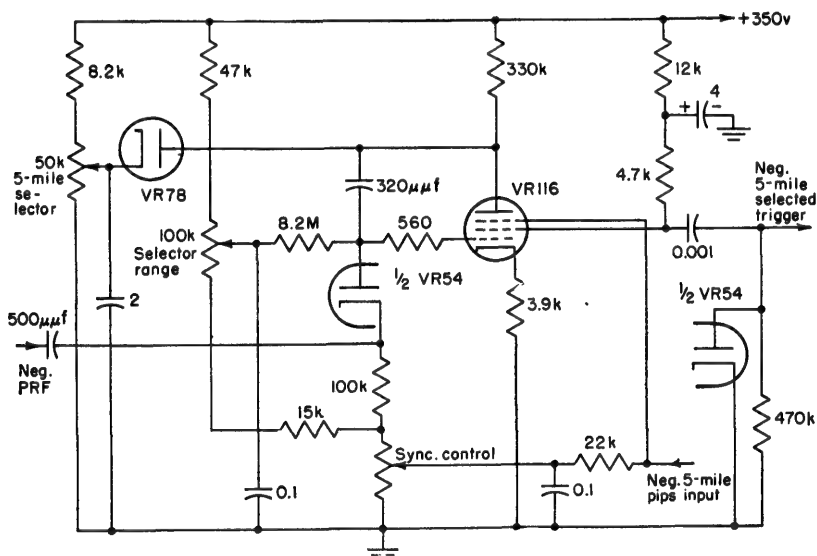 +350v
8.2k
47k
330k
12k
4
+ -
50k
5-mile
se-
lector
VR78
320μμf
VR116
4.7k
Neg.
5-mile
selected
trigger
100k
Selector
range
8.2M
560
0.001
½ VR54
3.9k
½ VR54
2
500μμf
Neg.
PRF
100k
15k
470k
Sync. control
22k
Neg. 5-mile
pips input
0.1
0.1